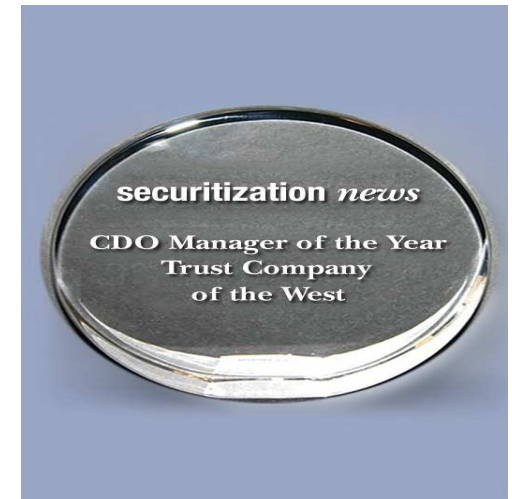 securitization news
CDO Manager of the Year
Trust Company
of the West